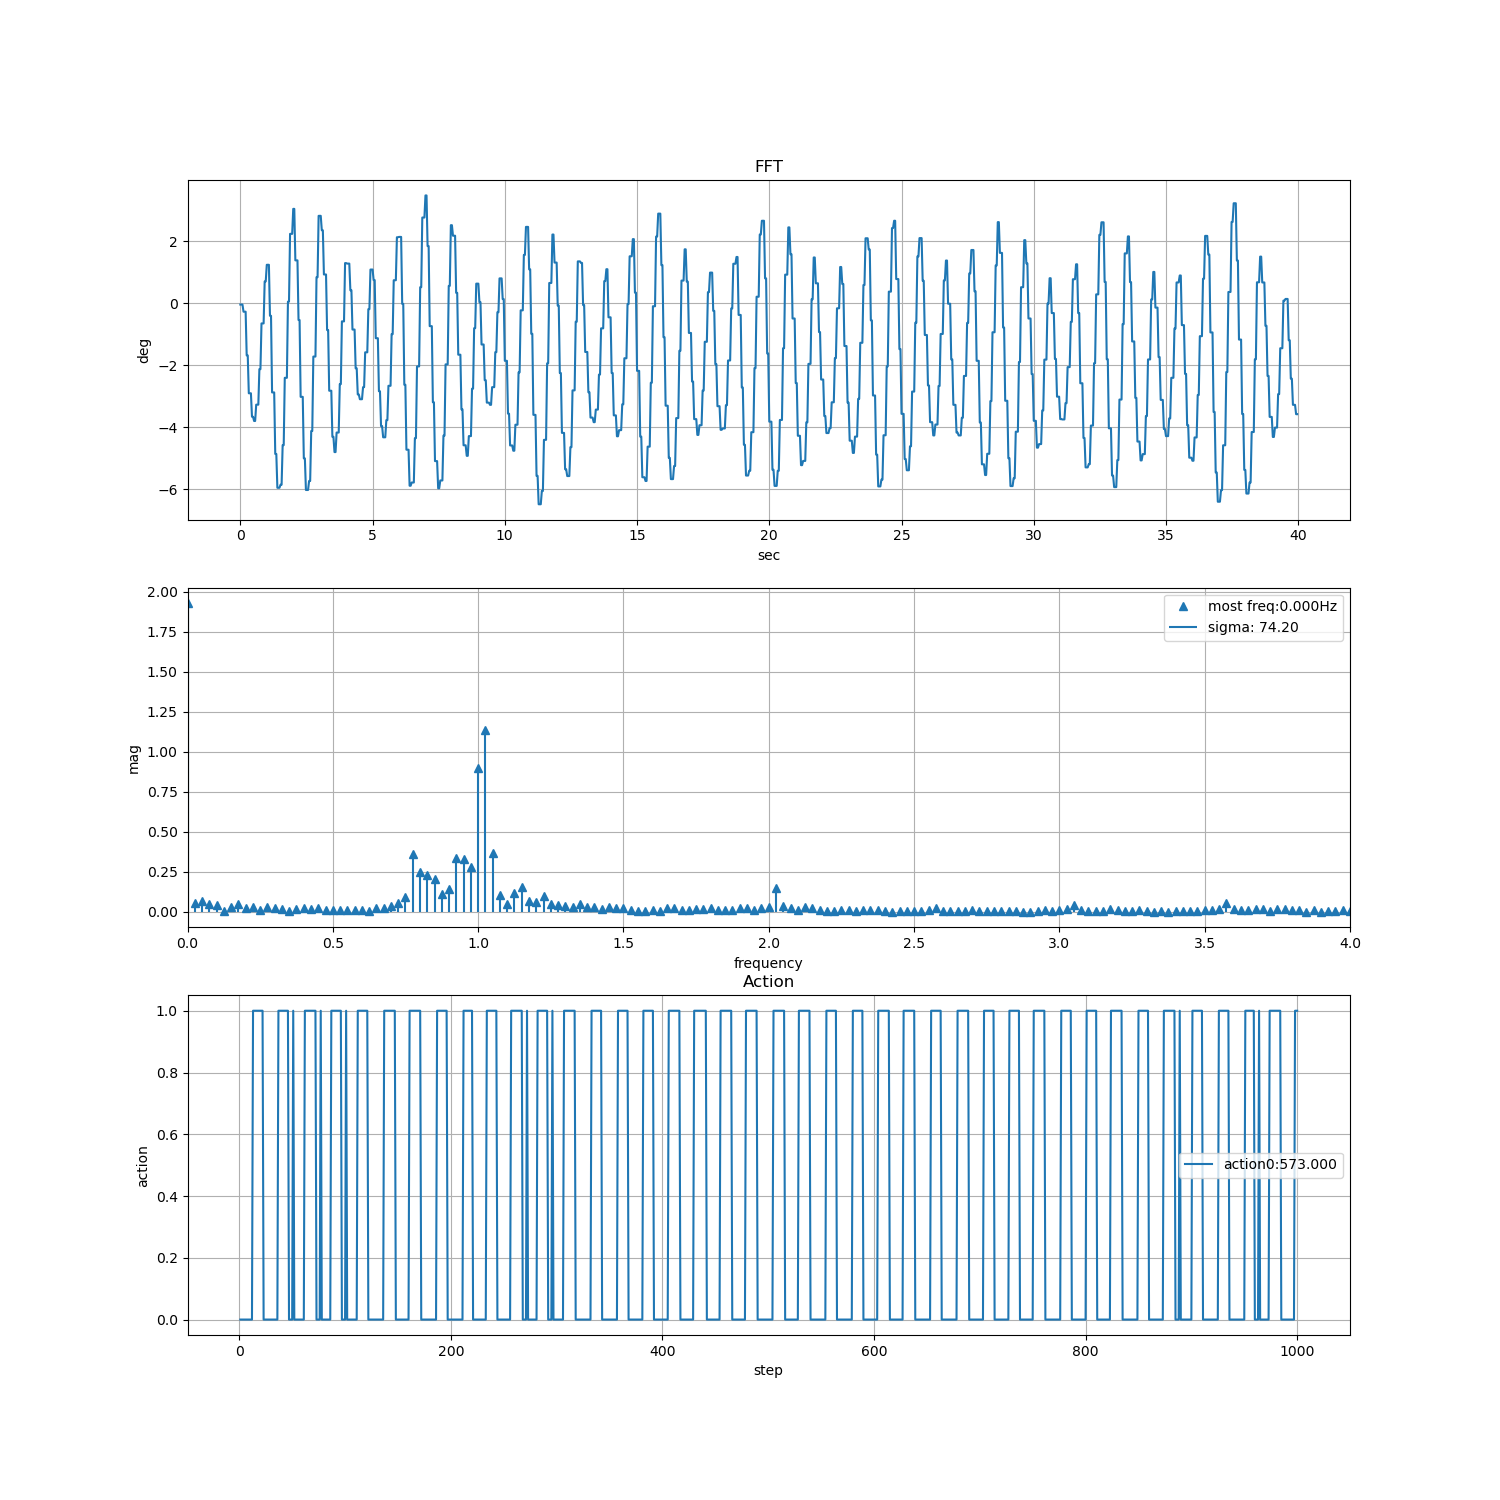 FFT
2
0
−2
−4
−6
deg
0 5 10 15 20 25 30 35 40
sec
2.00
1.75
1.50
1.25
1.00
0.75
0.50
0.25
0.00
mag
most freq:0.000Hz
sigma: 74.20
0.0 0.5 1.0 1.5 2.0 2.5 3.0 3.5 4.0
frequency
Action
1.0
0.8
0.6
0.4
0.2
0.0
action
action0:573.000
0 200 400 600 800 1000
step